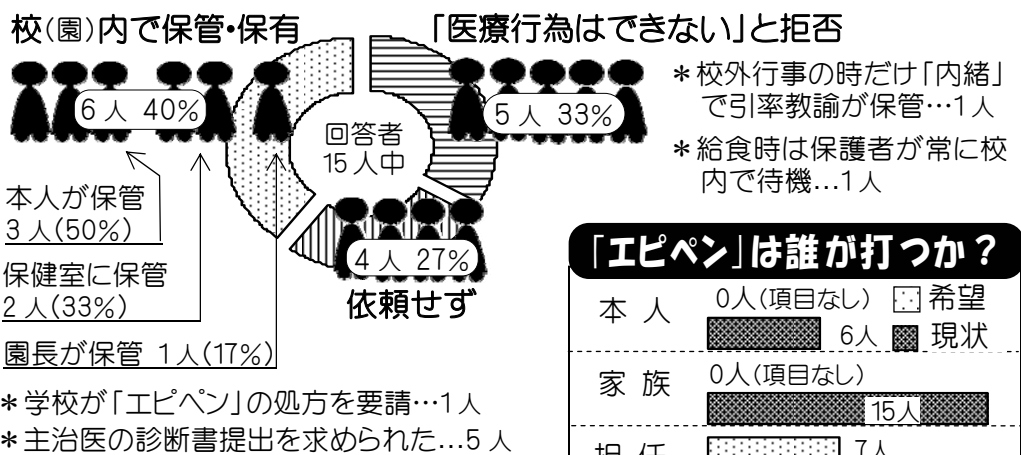 校(園)内で保管・保有
「医療行為はできない」と拒否
6人 40%
5人 33%
回答者
15人中
4人 27%
依頼せず
本人が保管
3人(50%)
保健室に保管
2人(33%)
園長が保管 1人(17%)
*学校が「エピペン」の処方を要請…1人
*主治医の診断書提出を求められた…5人
*校外行事の時だけ「内緒」
で引率教諭が保管…1人
*給食時は保護者が常に校
内で待機…1人
「エピペン」は誰が打つか?
本人
0人(項目なし)
希望
6人
現状
家族
0人(項目なし)
15人
担任
7人